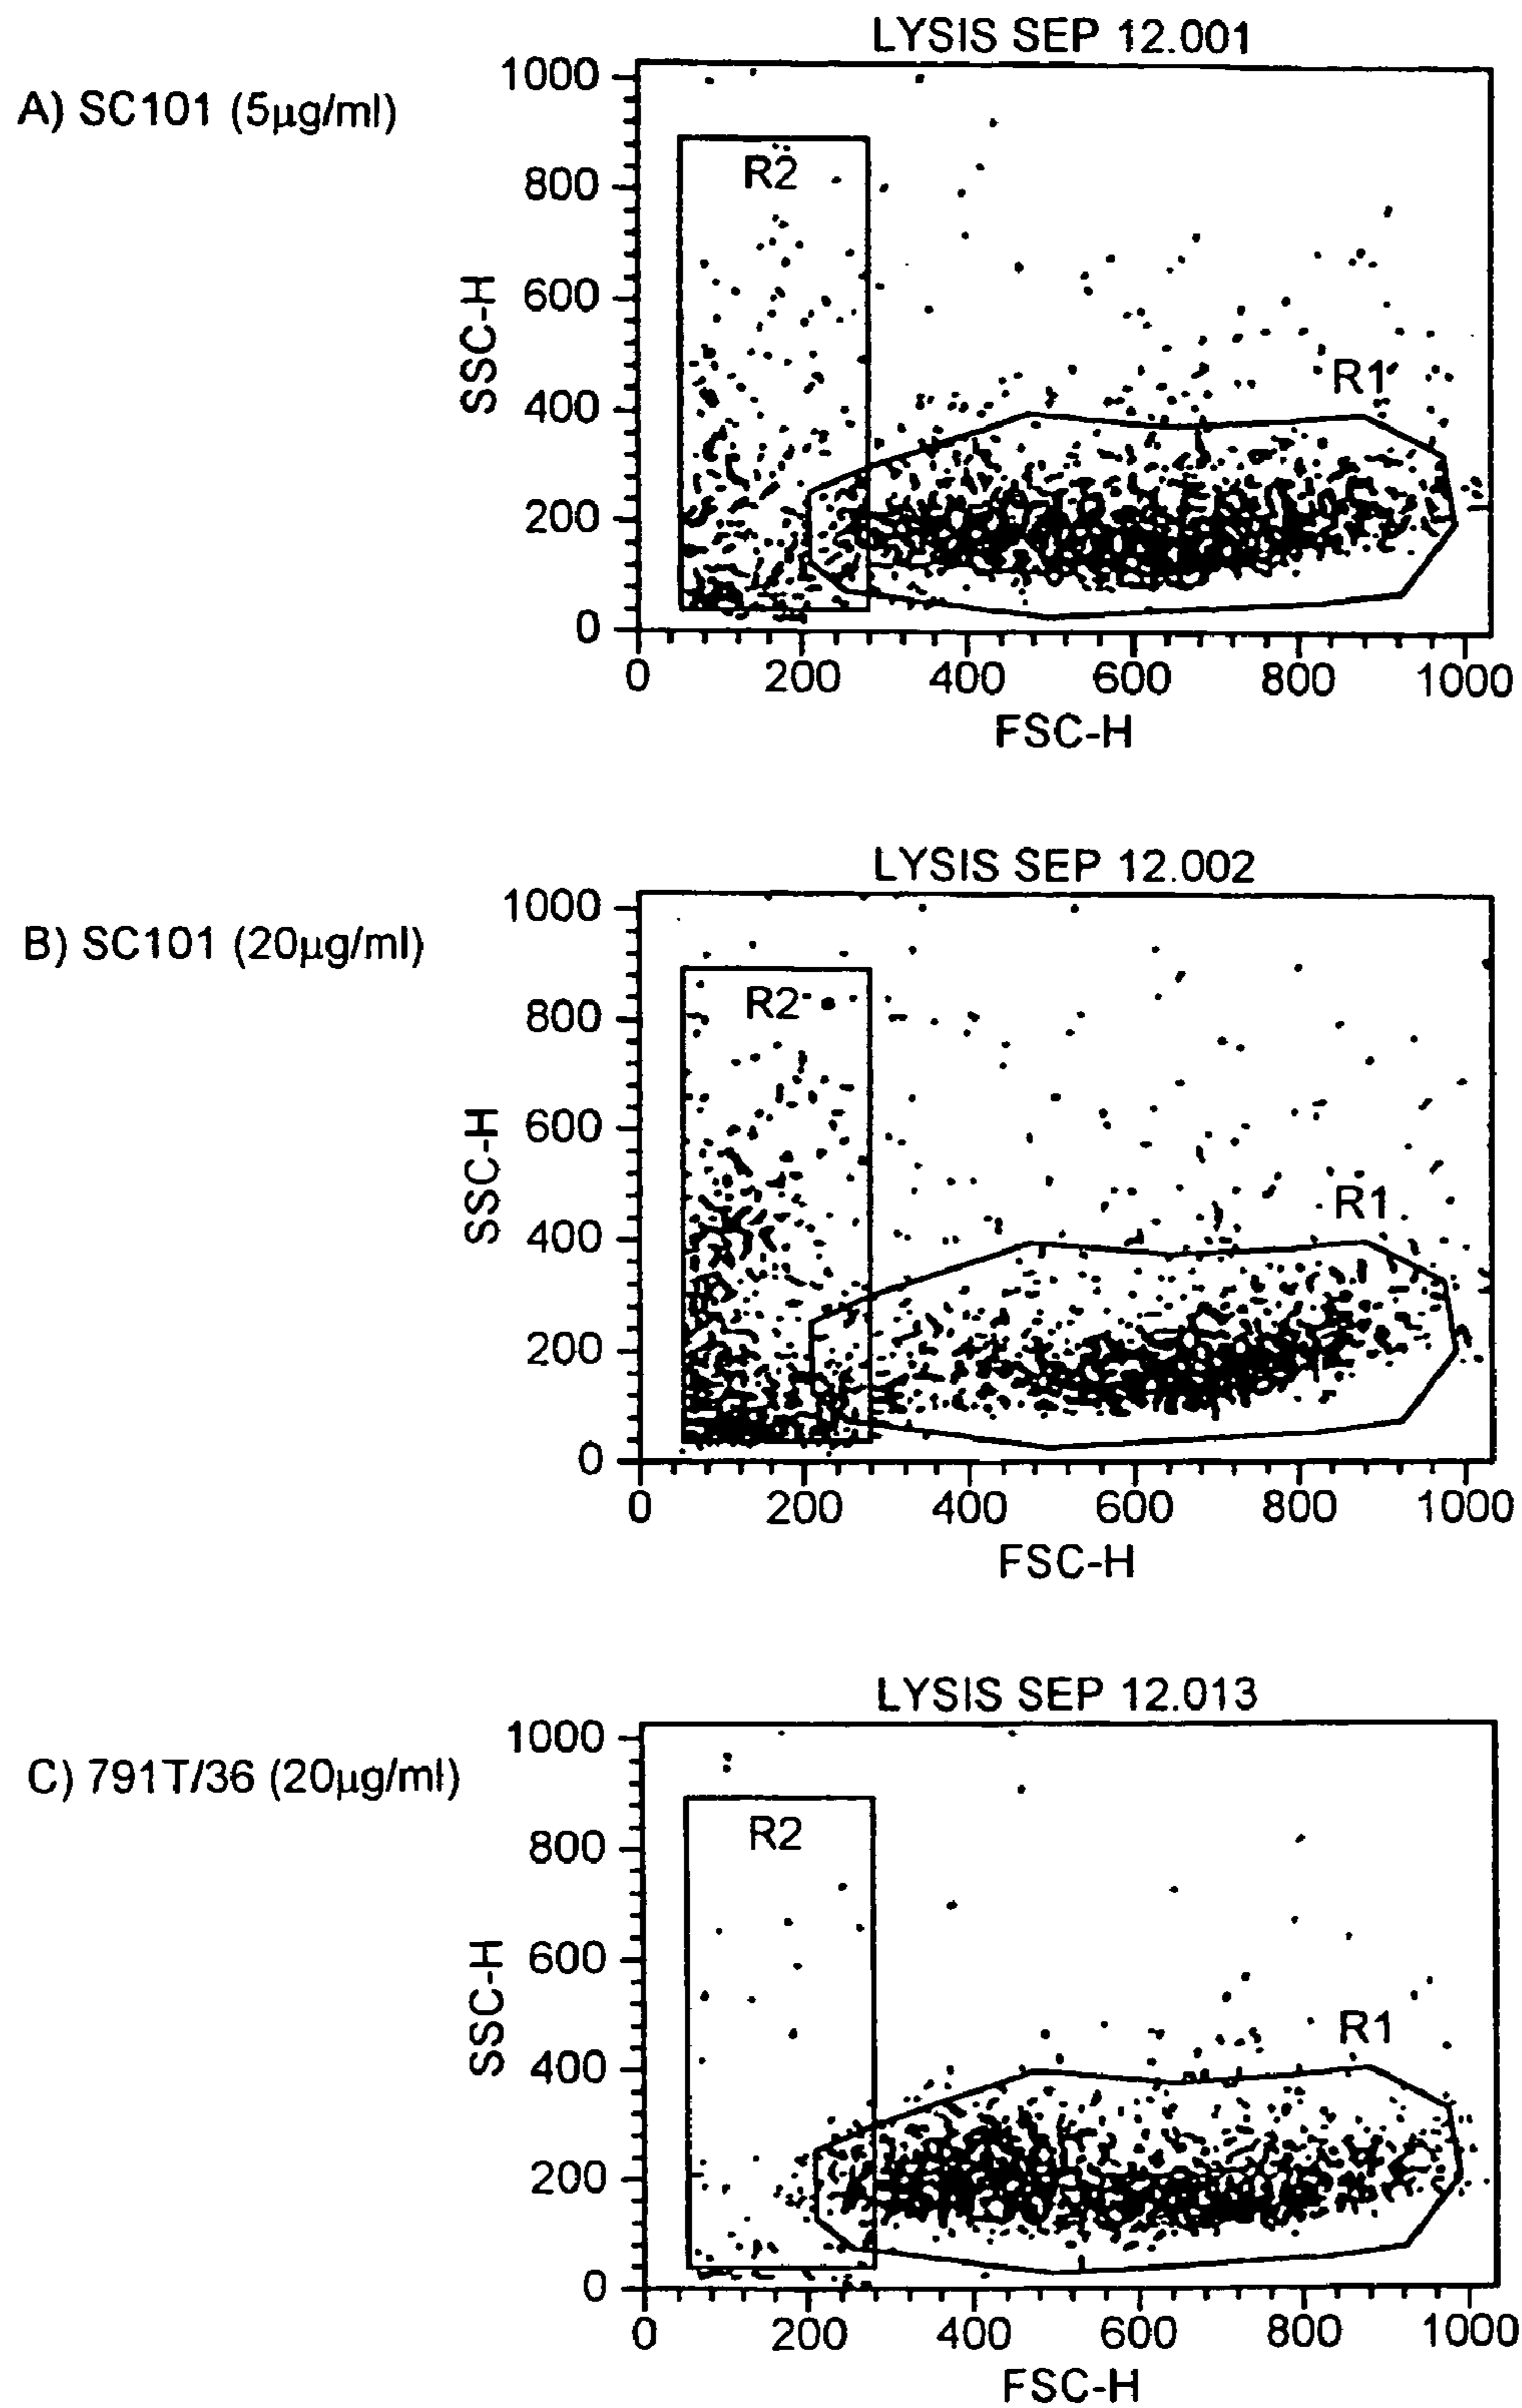 LYSIS SEP 12.001
A) SC101 (5μg/ml)
1000
800
600
400
200
0
SSC-H
R2
R1
0 200 400 600 800 1000
FSC-H
LYSIS SEP 12.002
B) SC101 (20μg/ml)
1000
800
600
400
200
0
SSC-H
R2
R1
0 200 400 600 800 1000
FSC-H
LYSIS SEP 12.013
C) 791T/36 (20μg/ml)
1000
800
600
400
200
0
SSC-H
R2
R1
0 200 400 600 800 1000
FSC-H